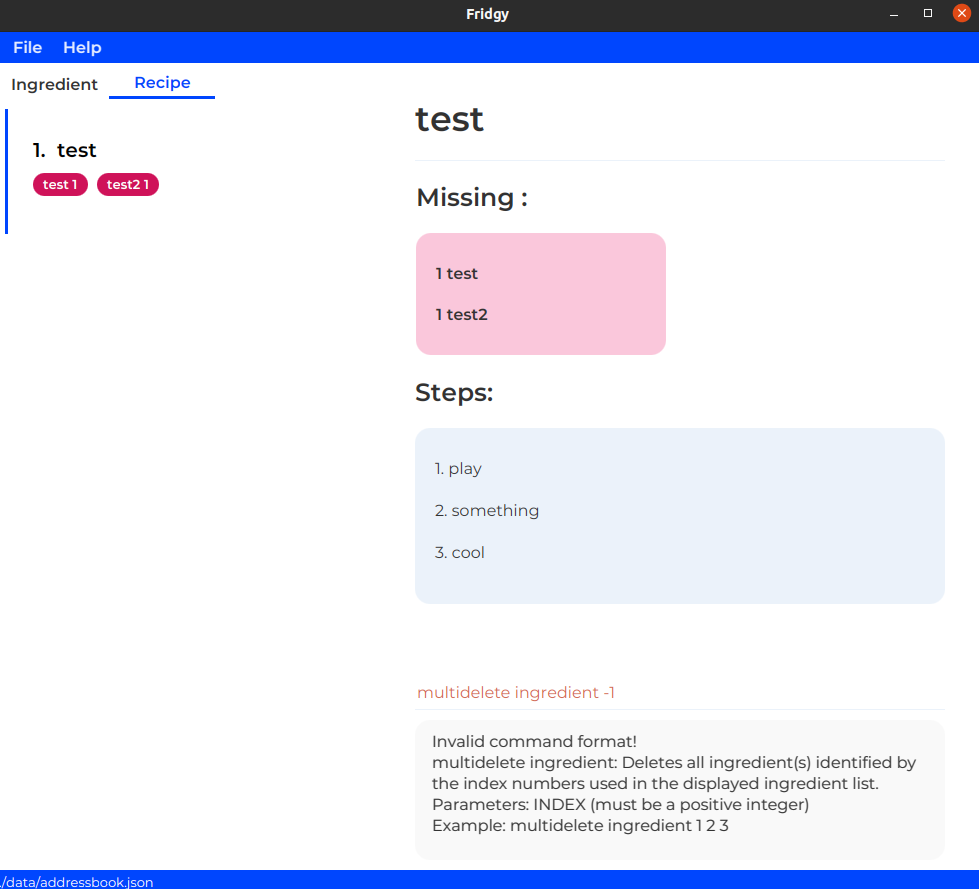 Fridgy
File Help
Ingredient Recipe
1. test
test 1 test2 1
test
Missing :
1 test
1 test2
Steps:
1. play
2. something
3. cool
multidelete ingredient -1
Invalid command format!
multidelete ingredient: Deletes all ingredient(s) identified by
the index numbers used in the displayed ingredient list.
Parameters: INDEX (must be a positive integer)
Example: multidelete ingredient 1 2 3
./data/addressbook.json